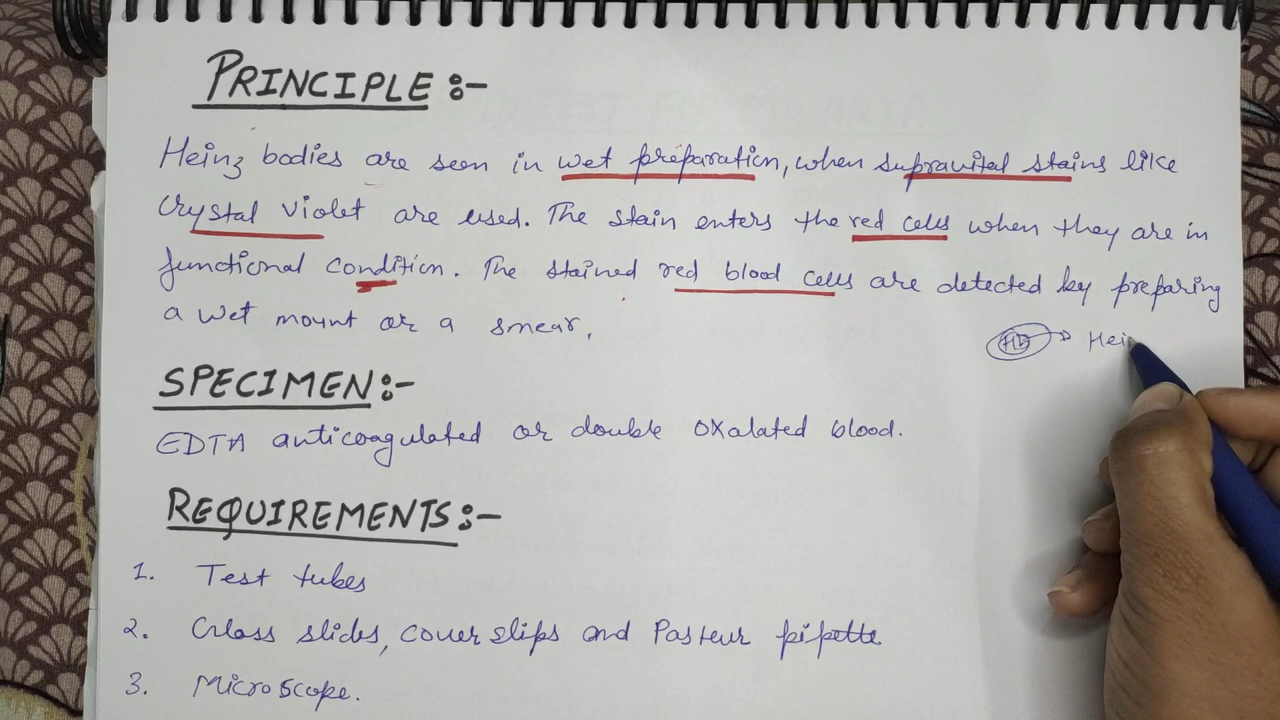 PRINCIPLE :-
Heinz bodies are seen in wet preparation, when supravital stains like
Crystal violet are used. The stain enters the red cells when they are in
functional condition. The stained red blood cells are detected by preparing
a wet mount or a smear.
Hei
SPECIMEN:-
EDTA anticoagulated or double oxalated blood.
REQUIREMENTS:-
1. Test tubes
2. Glass slides, cover slips and Pasteur pipette
3. Microscope.